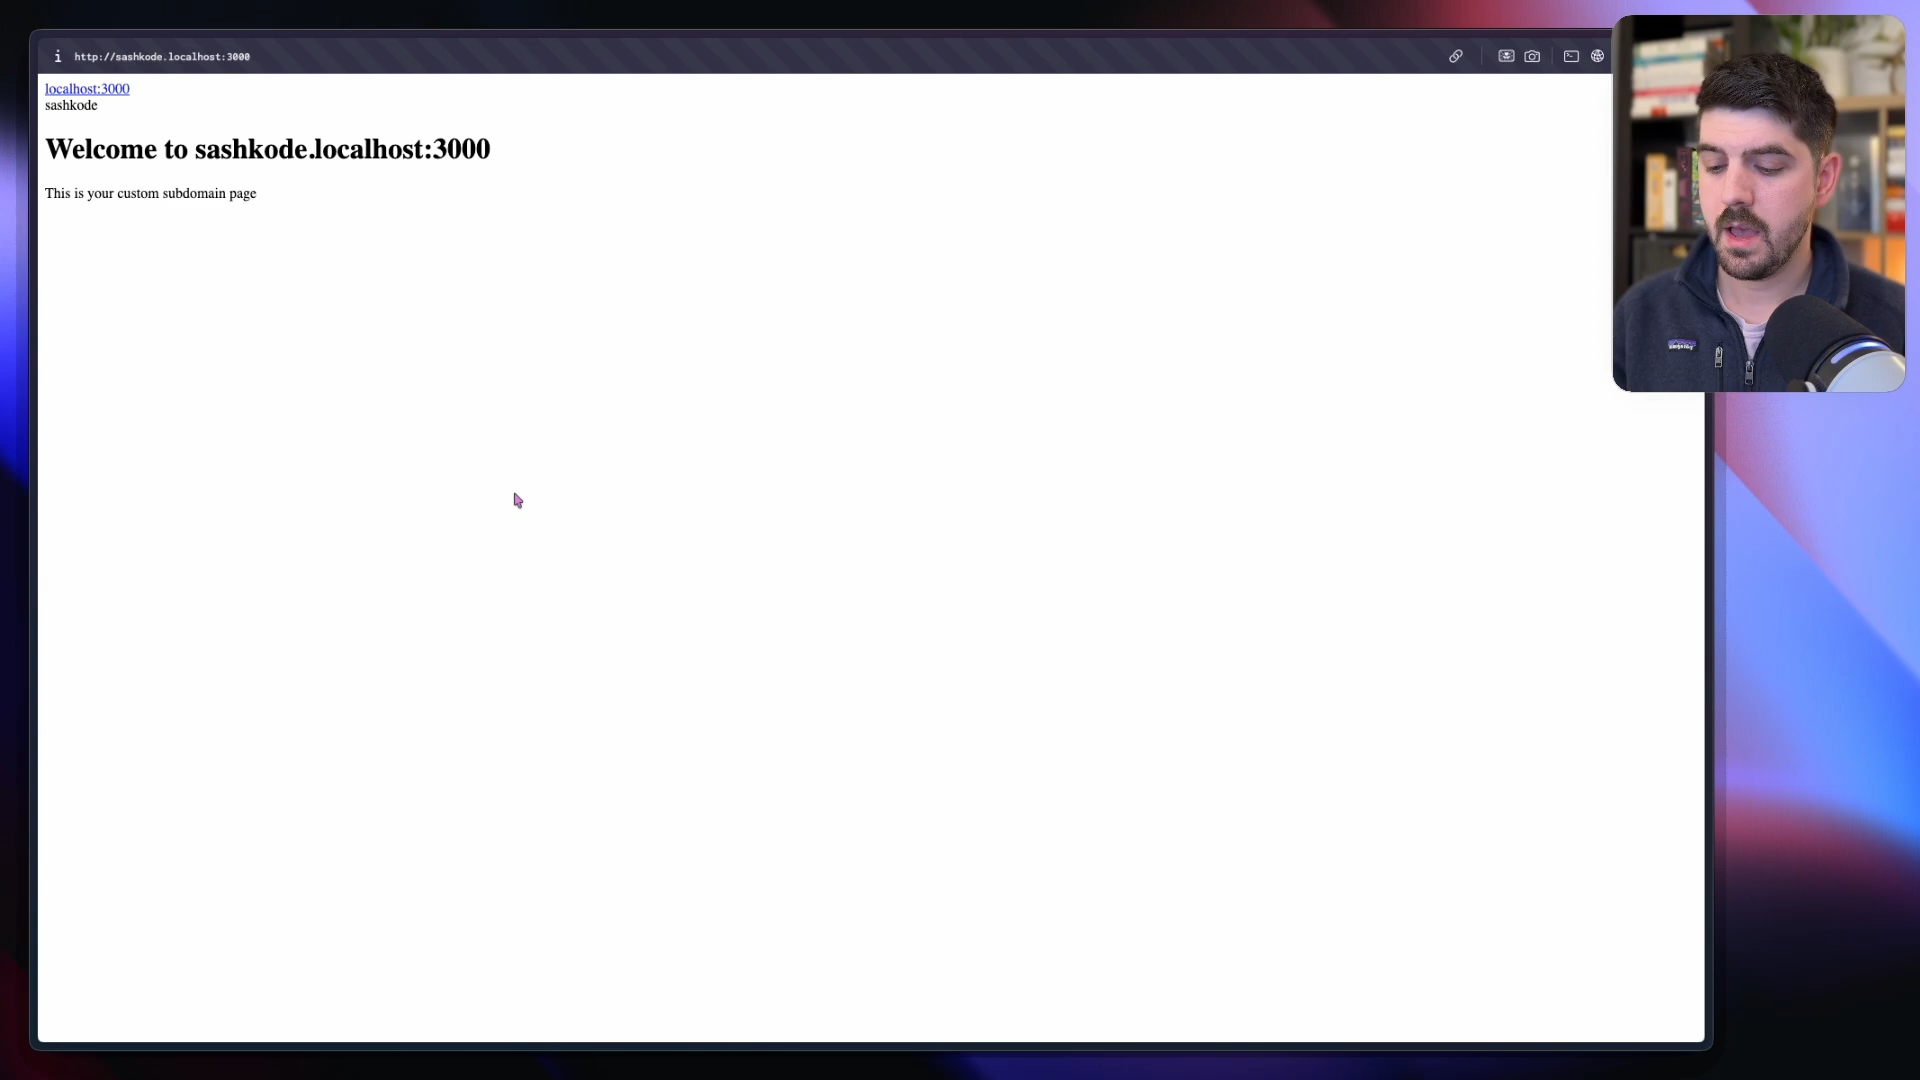 http://sashkode.localhost:3000
localhost:3000
sashkode
Welcome to sashkode.localhost:3000
This is your custom subdomain page